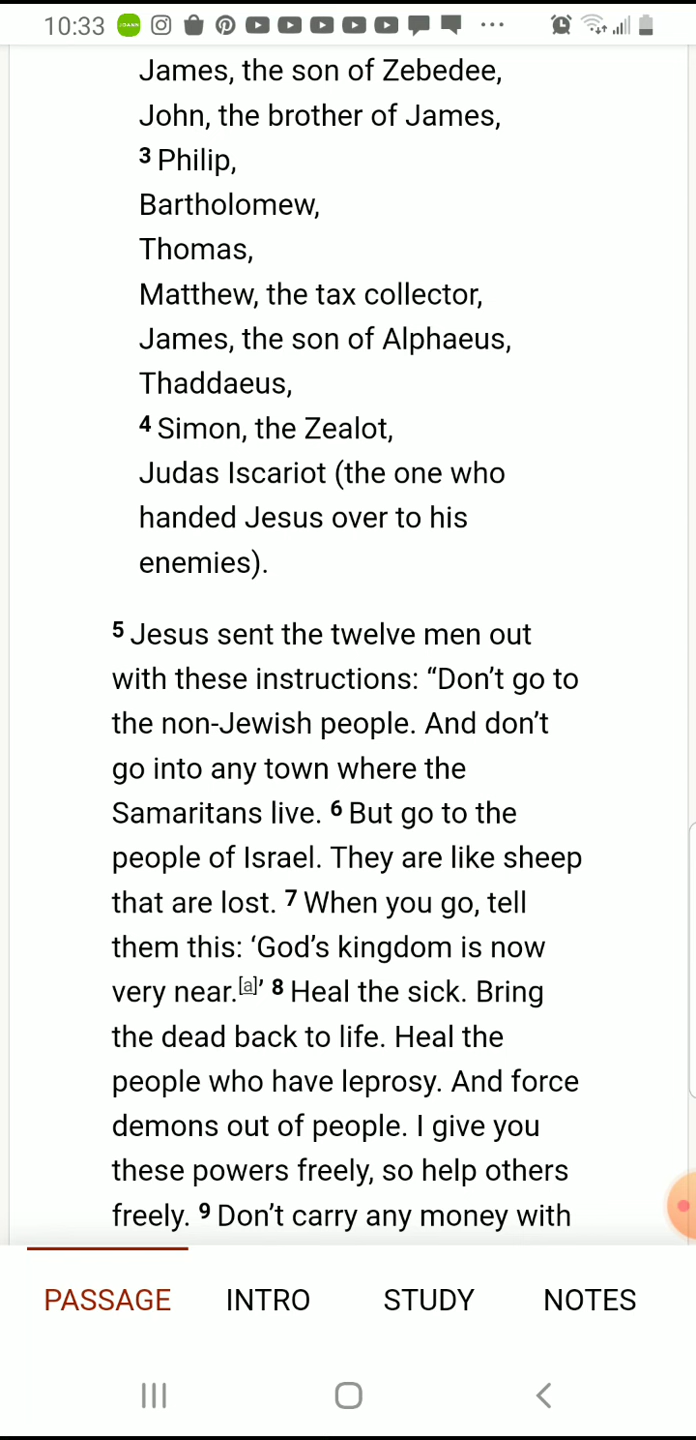 10:33
JOANN
James, the son of Zebedee,
John, the brother of James,
3 Philip,
Bartholomew,
Thomas,
Matthew, the tax collector,
James, the son of Alphaeus,
Thaddaeus,
4 Simon, the Zealot,
Judas Iscariot (the one who
handed Jesus over to his
enemies).
5 Jesus sent the twelve men out
with these instructions: “Don’t go to
the non-Jewish people. And don’t
go into any town where the
Samaritans live. 6 But go to the
people of Israel. They are like sheep
that are lost. 7 When you go, tell
them this: ‘God’s kingdom is now
very near.[a]’ 8 Heal the sick. Bring
the dead back to life. Heal the
people who have leprosy. And force
demons out of people. I give you
these powers freely, so help others
freely. 9 Don’t carry any money with
PASSAGE INTRO STUDY NOTES